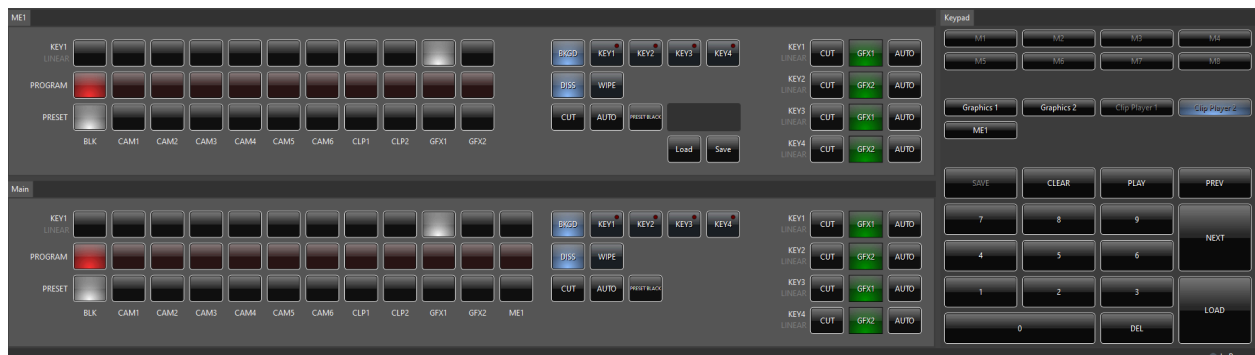 ME1
KEY1
LINEAR
PROGRAM
PRESET
BLK CAM1 CAM2 CAM3 CAM4 CAM5 CAM6 CLP1 CLP2 GFX1 GFX2
BKGD KEY1 KEY2 KEY3 KEY4
DISS WIPE
CUT AUTO PRESET BLACK
Load Save
KEY1 CUT GFX1 AUTO
LINEAR
KEY2 CUT GFX2 AUTO
LINEAR
KEY3 CUT GFX1 AUTO
LINEAR
KEY4 CUT GFX2 AUTO
LINEAR
Main
KEY1
LINEAR
PROGRAM
PRESET
BLK CAM1 CAM2 CAM3 CAM4 CAM5 CAM6 CLP1 CLP2 GFX1 GFX2 ME1
BKGD KEY1 KEY2 KEY3 KEY4
DISS WIPE
CUT AUTO PRESET BLACK
KEY1 CUT GFX1 AUTO
LINEAR
KEY2 CUT GFX2 AUTO
LINEAR
KEY3 CUT GFX1 AUTO
LINEAR
KEY4 CUT GFX2 AUTO
LINEAR
Keypad
M1 M2 M3 M4
M5 M6 M7 M8
Graphics 1 Graphics 2 Clip Player 1 Clip Player 2
ME1
SAVE CLEAR PLAY PREV
7 8 9 NEXT
4 5 6
1 2 3 LOAD
0 DEL